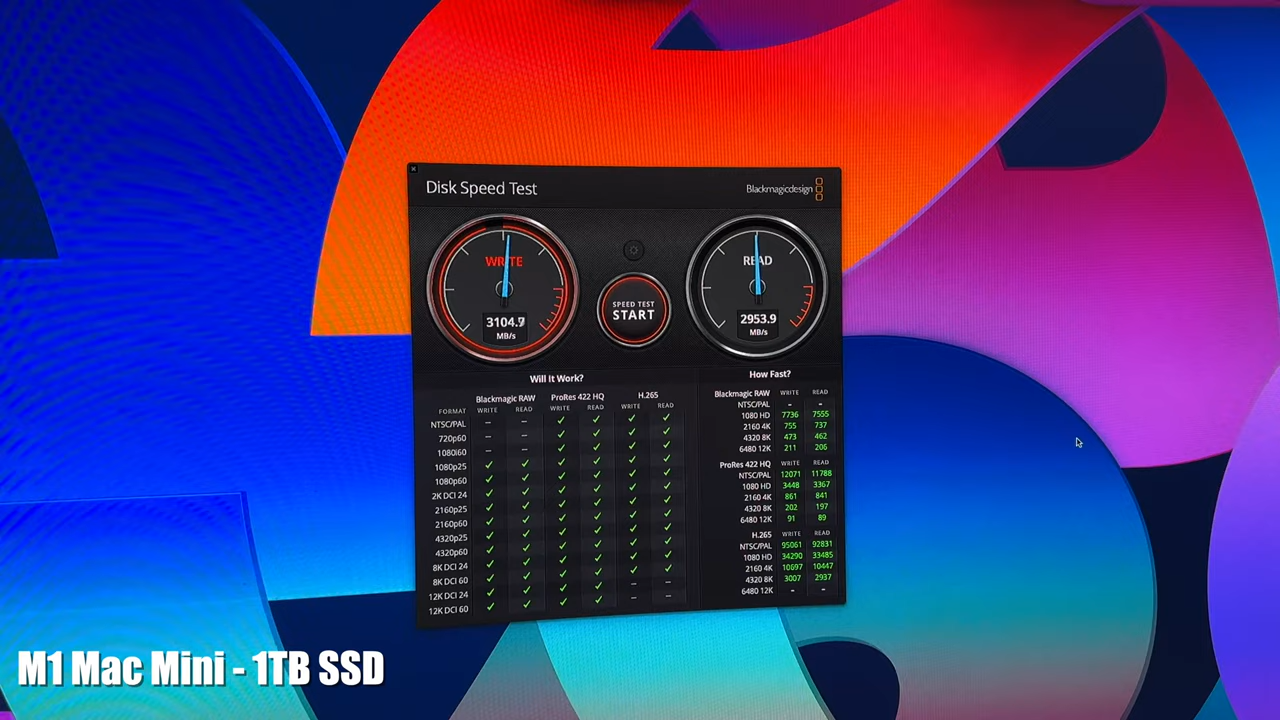 Disk Speed Test
Blackmagicdesign
WRITE
READ
SPEED TEST
START
3104.7
MB/s
2953.9
MB/s
Will It Work?
How Fast?
Blackmagic RAW ProRes 422 HQ H.265
FORMAT WRITE READ WRITE READ WRITE READ
NTSC/PAL – – ✓ ✓ ✓ ✓
720p60 – – ✓ ✓ ✓ ✓
1080i60 – – ✓ ✓ ✓ ✓
1080p25 ✓ ✓ ✓ ✓ ✓ ✓
1080p60 ✓ ✓ ✓ ✓ ✓ ✓
2K DCI 24 ✓ ✓ ✓ ✓ ✓ ✓
2160p25 ✓ ✓ ✓ ✓ ✓ ✓
2160p60 ✓ ✓ ✓ ✓ ✓ ✓
4320p25 ✓ ✓ ✓ ✓ ✓ ✓
4320p60 ✓ ✓ ✓ ✓ ✓ ✓
8K DCI 24 ✓ ✓ ✓ ✓ ✓ ✓
8K DCI 60 ✓ ✓ ✓ ✓ ✓ ✓
12K DCI 24 ✓ ✓ ✓ ✓ – –
12K DCI 60 ✓ ✓ ✓ ✓ – –
Blackmagic RAW WRITE READ
NTSC/PAL – –
1080 HD 7736 7555
2160 4K 755 737
4320 8K 473 462
6480 12K 211 206
ProRes 422 HQ WRITE READ
NTSC/PAL 12071 11788
1080 HD 3448 3367
2160 4K 861 841
4320 8K 202 197
6480 12K 91 89
H.265 WRITE READ
NTSC/PAL 95061 92831
1080 HD 34290 33485
2160 4K 10697 10447
4320 8K 3007 2937
6480 12K – –
M1 Mac Mini - 1TB SSD